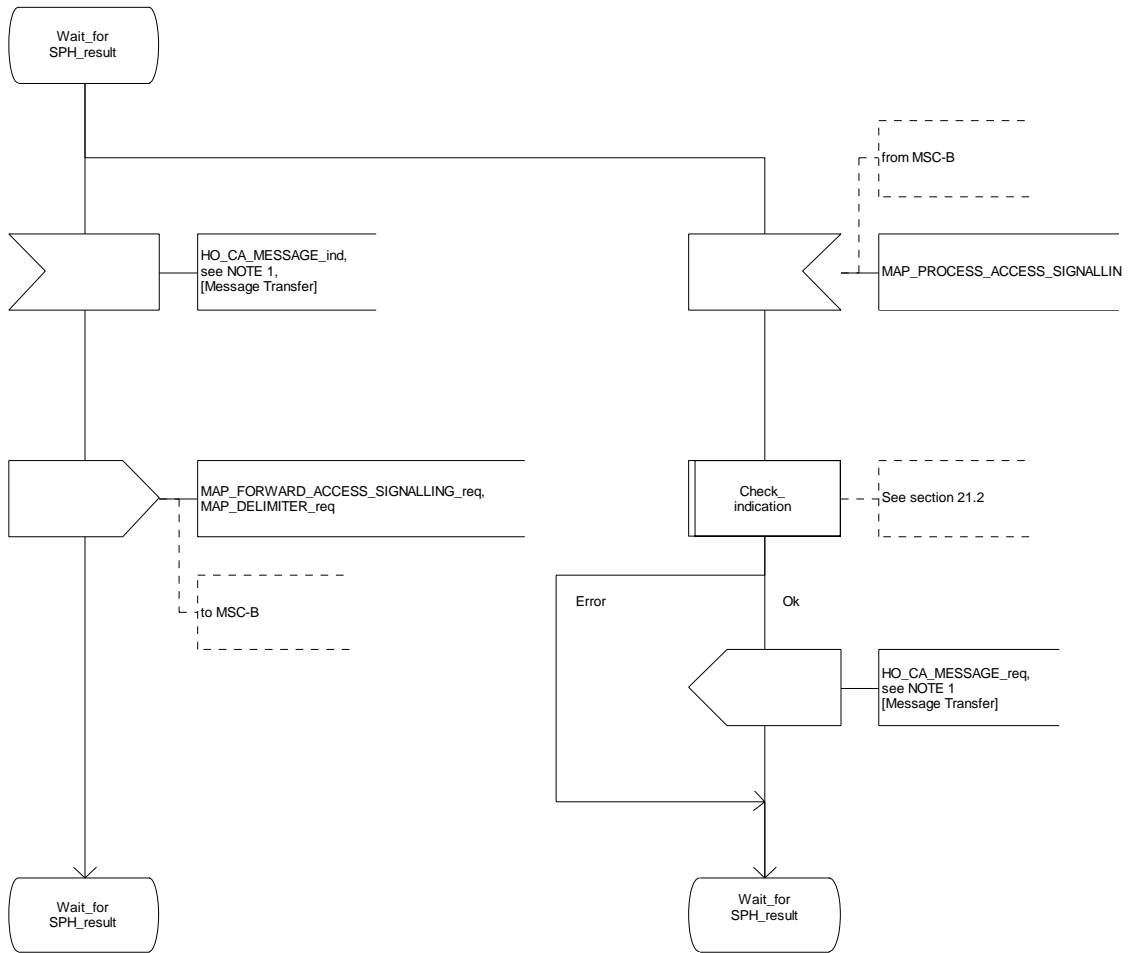 Wait_for
SPH_result
from MSC-B
HO_CA_MESSAGE_ind,
see NOTE 1,
[Message Transfer]
MAP_PROCESS_ACCESS_SIGNALLIN
MAP_FORWARD_ACCESS_SIGNALLING_req,
MAP_DELIMITER_req
Check_
indication
See section 21.2
to MSC-B
Error
Ok
HO_CA_MESSAGE_req,
see NOTE 1
[Message Transfer]
Wait_for
SPH_result
Wait_for
SPH_result